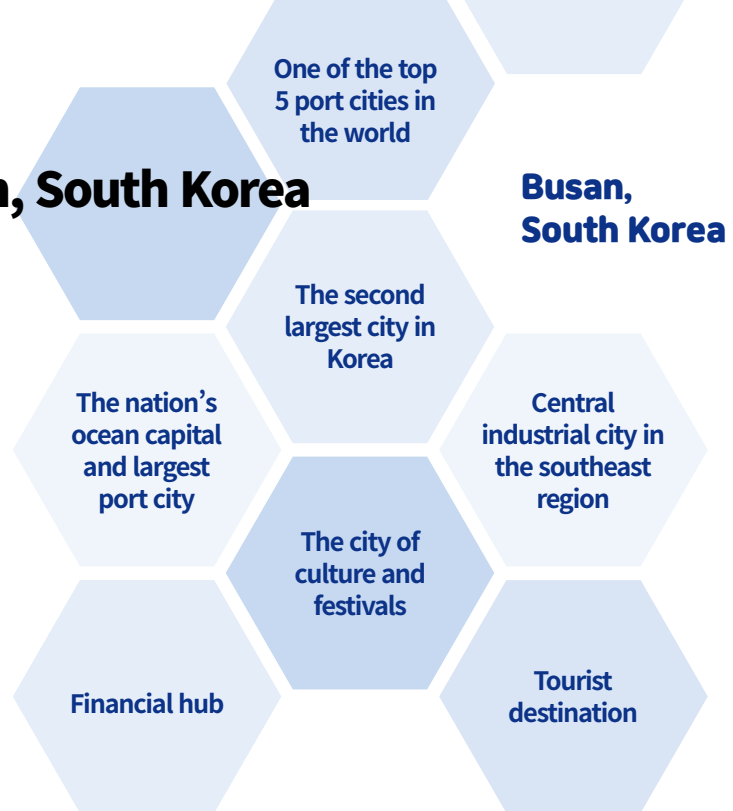 One of the top
5 port cities in
the world
, South Korea
Busan,
South Korea
The second
largest city in
Korea
The nation’s
ocean capital
and largest
port city
Central
industrial city in
the southeast
region
The city of
culture and
festivals
Financial hub
Tourist
destination